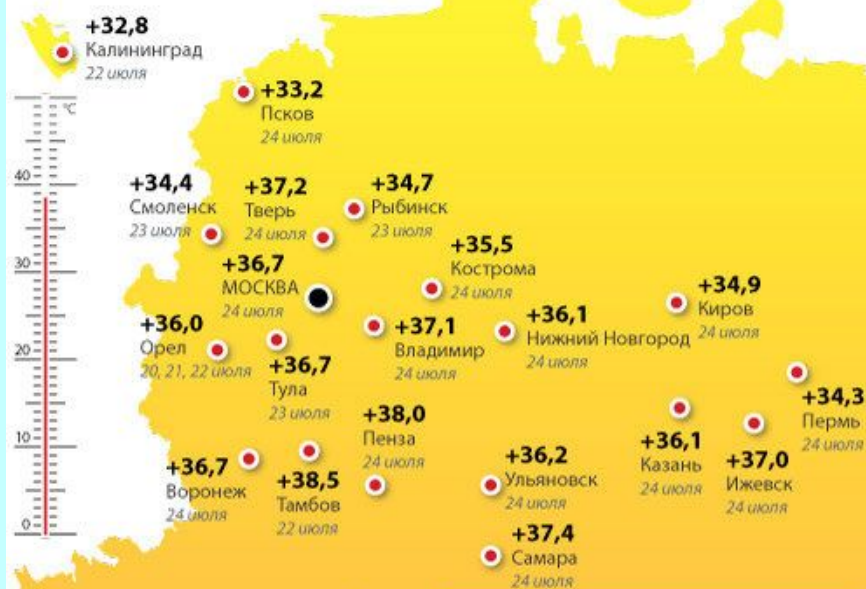 +32,8
Калининград
22 июля
°C
+33,2
Псков
24 июля
40
+34,4
Смоленск
23 июля
+37,2
Тверь
24 июля
+34,7
Рыбинск
23 июля
30
+36,7
МОСКВА
24 июля
+35,5
Кострома
24 июля
+34,9
Киров
24 июля
20
+36,0
Орел
20, 21, 22 июля
+36,7
Тула
23 июля
+37,1
Владимир
24 июля
+36,1
Нижний Новгород
24 июля
+34,3
Пермь
24 июля
10
+36,7
Воронеж
24 июля
+38,5
Тамбов
22 июля
+38,0
Пенза
24 июля
+36,2
Ульяновск
24 июля
+36,1
Казань
24 июля
+37,0
Ижевск
24 июля
0
+37,4
Самара
24 июля